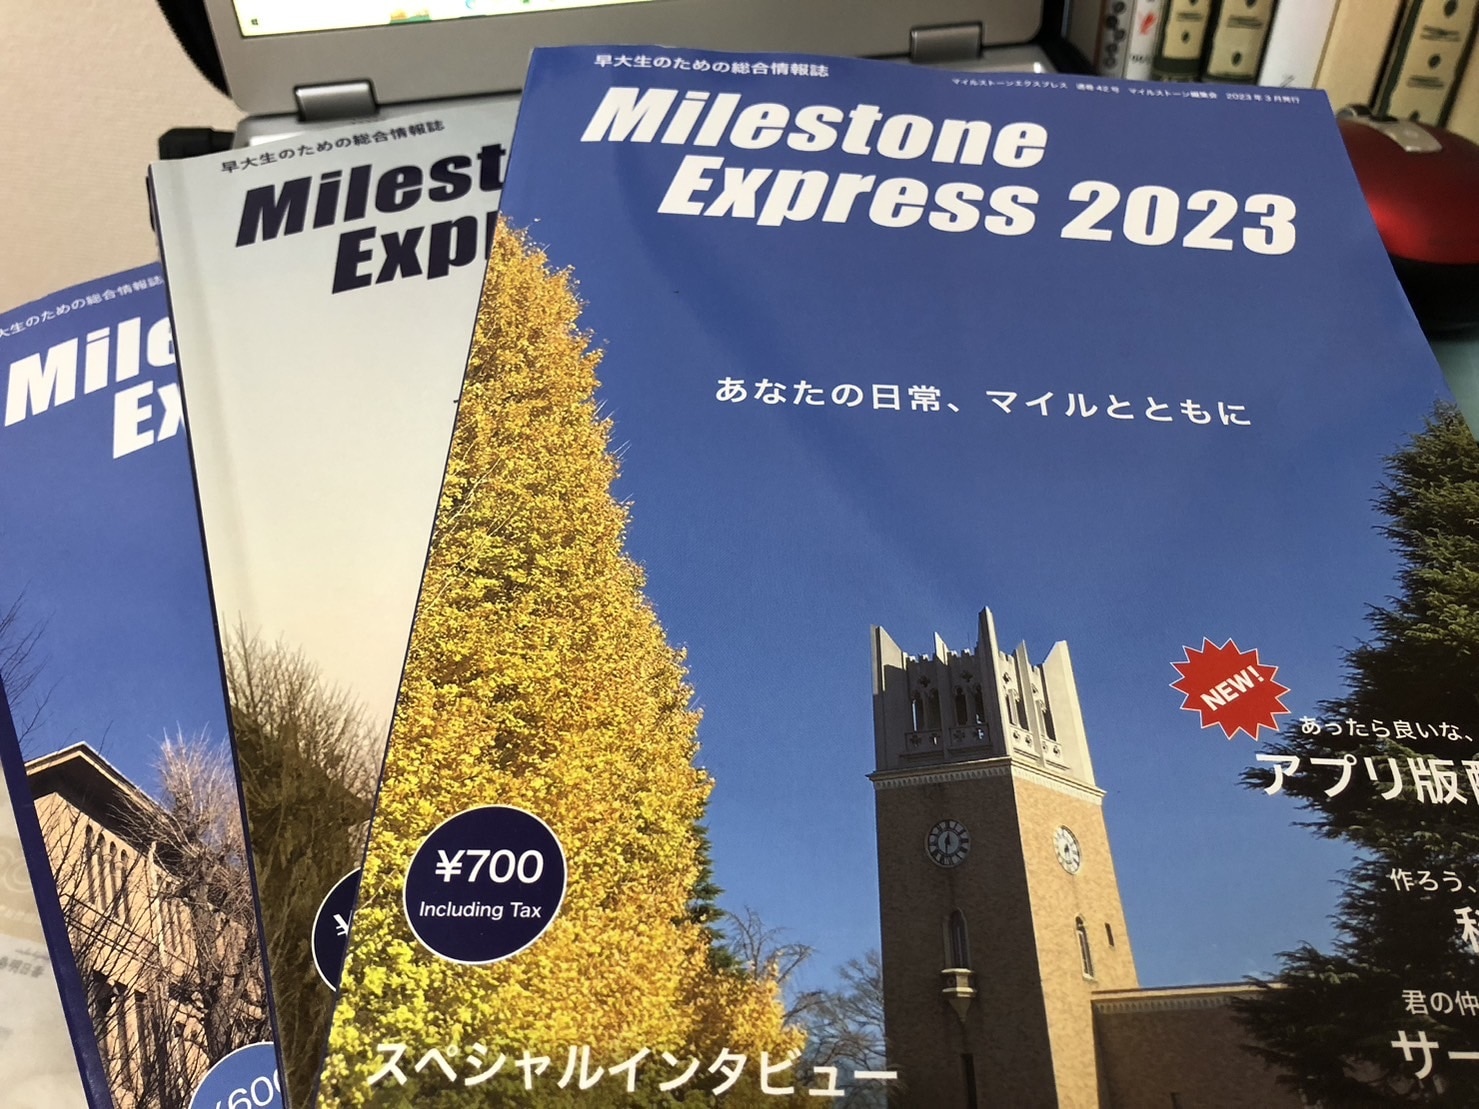 早大生のための総合情報誌
マイルストーンエクスプレス 通巻42号 マイルストーン編集会 2023年3月発行
Milestone
Express 2023
あなたの日常、マイルとともに
NEW!
あったら良いな、
アプリ版
作ろう、
君の仲
サー
¥700
Including Tax
スペシャルインタビュー
早大生のための総合情報誌
Milest
Exp
¥
大生のための総合情報誌
Mile
Ex
¥600